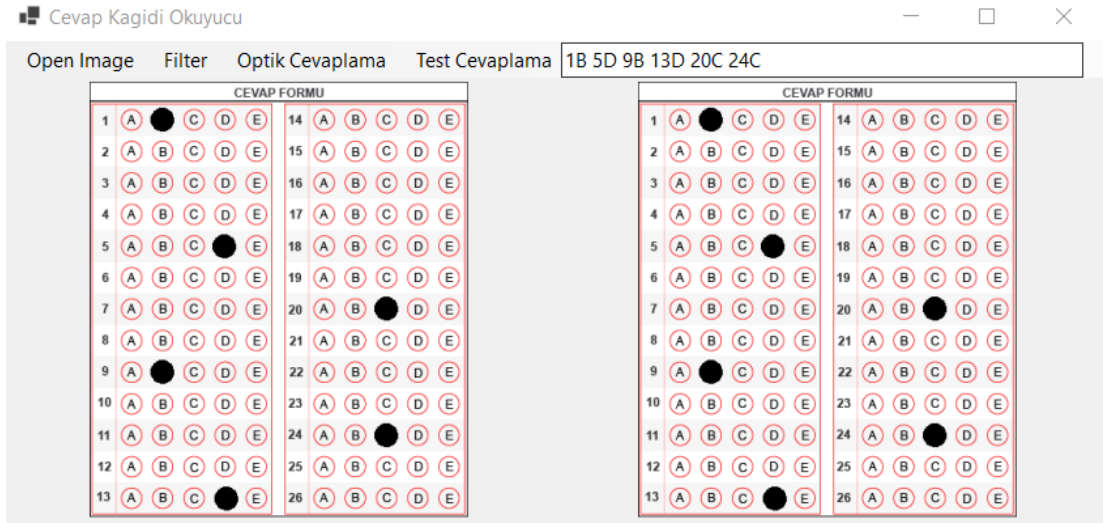 Cevap Kagidi Okuyucu
Open Image Filter Optik Cevaplama Test Cevaplama 1B 5D 9B 13D 20C 24C
CEVAP FORMU
1 A C D E 14 A B C D E
2 A B C D E 15 A B C D E
3 A B C D E 16 A B C D E
4 A B C D E 17 A B C D E
5 A B C E 18 A B C D E
6 A B C D E 19 A B C D E
7 A B C D E 20 A B D E
8 A B C D E 21 A B C D E
9 A C D E 22 A B C D E
10 A B C D E 23 A B C D E
11 A B C D E 24 A B D E
12 A B C D E 25 A B C D E
13 A B C E 26 A B C D E
CEVAP FORMU
1 A C D E 14 A B C D E
2 A B C D E 15 A B C D E
3 A B C D E 16 A B C D E
4 A B C D E 17 A B C D E
5 A B C E 18 A B C D E
6 A B C D E 19 A B C D E
7 A B C D E 20 A B D E
8 A B C D E 21 A B C D E
9 A C D E 22 A B C D E
10 A B C D E 23 A B C D E
11 A B C D E 24 A B D E
12 A B C D E 25 A B C D E
13 A B C E 26 A B C D E